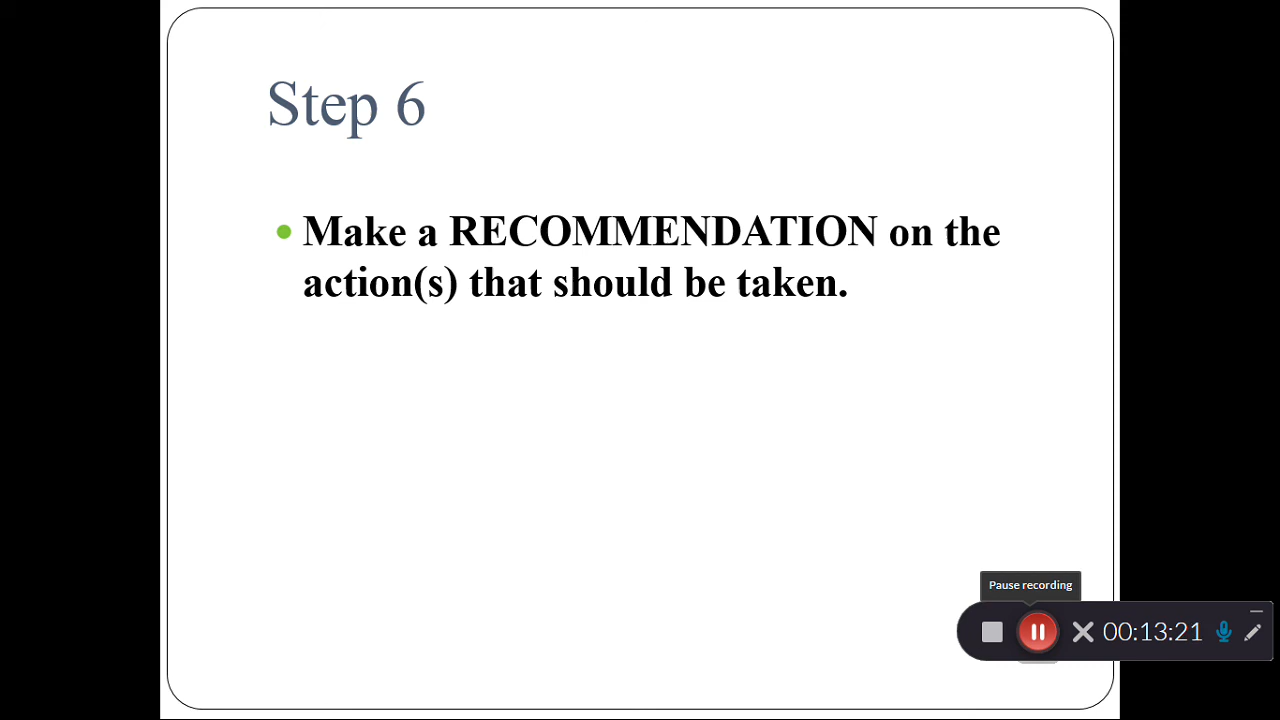 Step 6
Make a RECOMMENDATION on the
action(s) that should be taken.
Pause recording
00:13:21